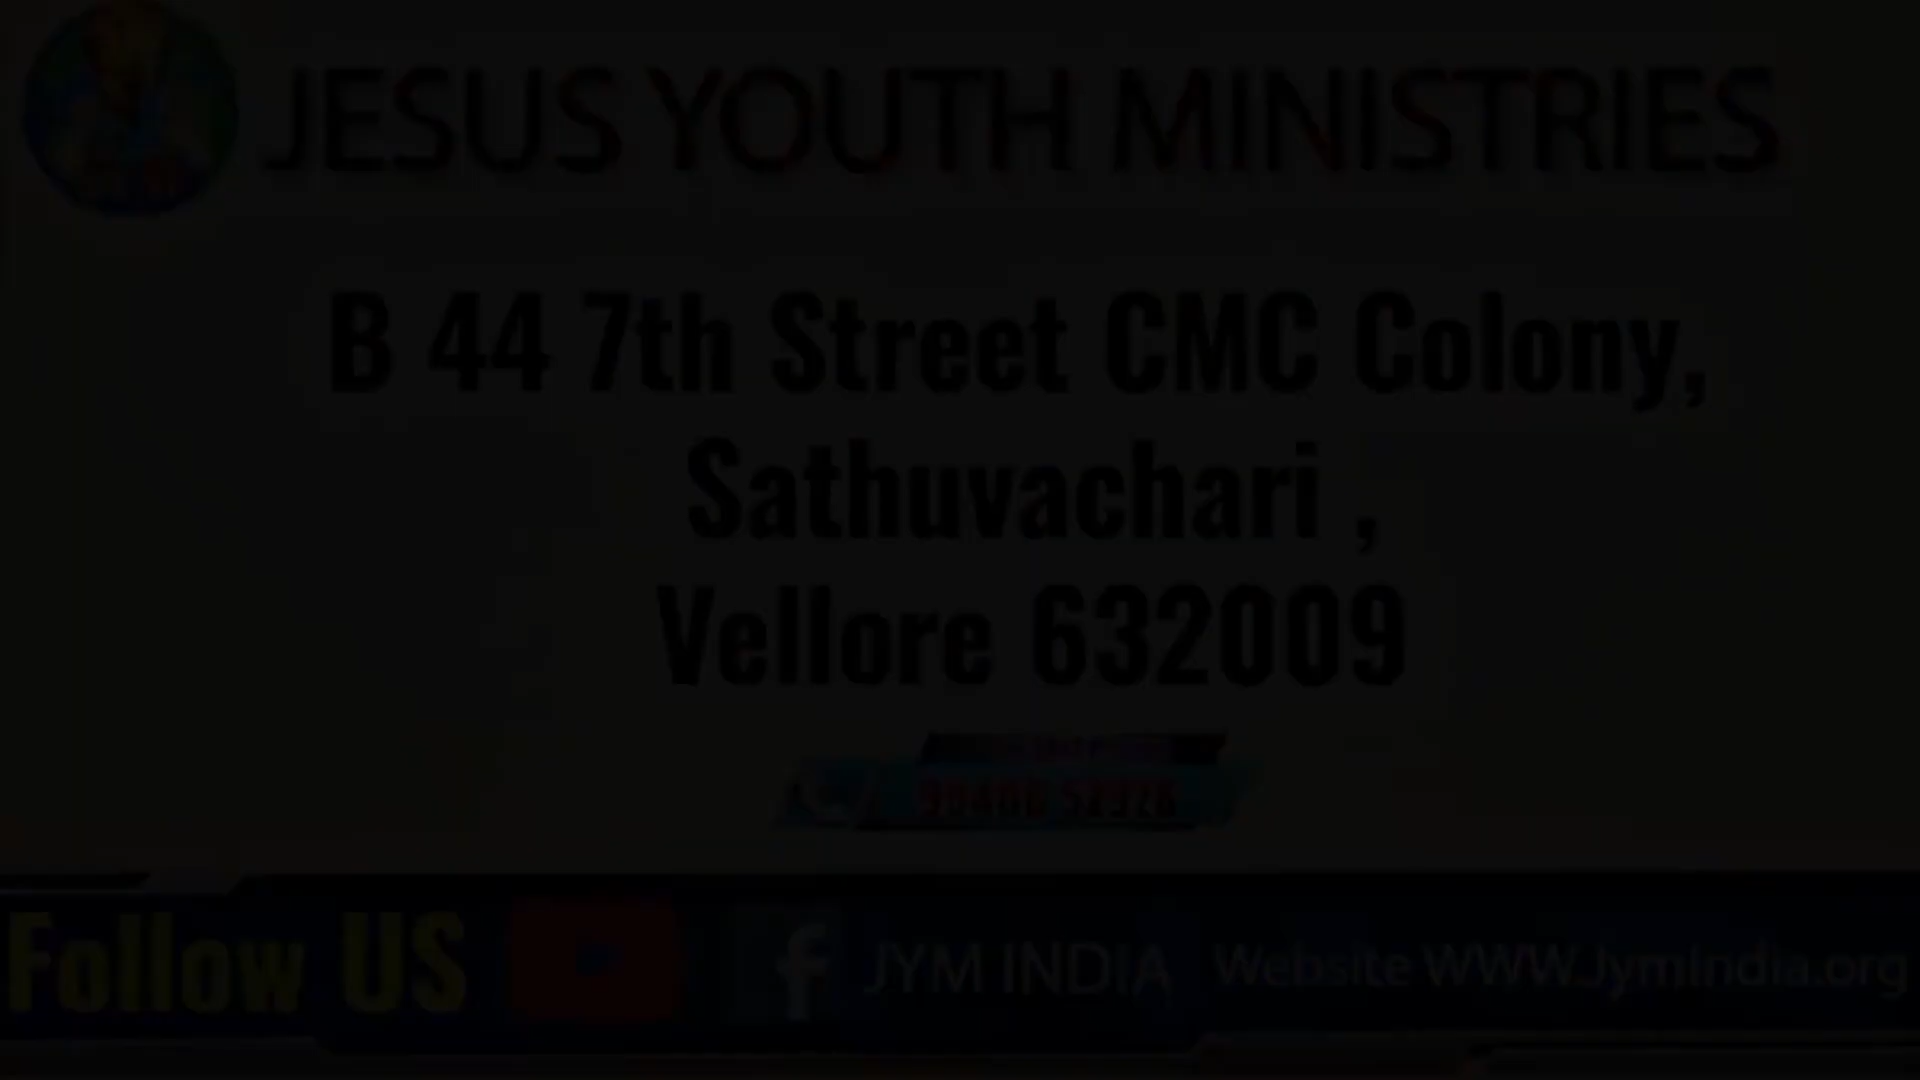 JESUS YOUTH MINISTRIES
B 44 7th Street CMC Colony,
Sathuvachari ,
Vellore 632009
Follow US
JYM INDIA
Website WWW.JymIndia.org